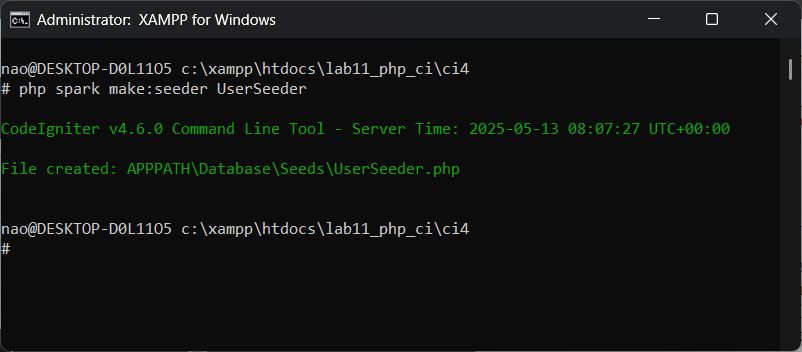 Administrator:  XAMPP for Windows
nao@DESKTOP-D0L11O5 c:\xampp\htdocs\lab11_php_ci\ci4
# php spark make:seeder UserSeeder
CodeIgniter v4.6.0 Command Line Tool - Server Time: 2025-05-13 08:07:27 UTC+00:00
File created: APPPATH\Database\Seeds\UserSeeder.php
nao@DESKTOP-D0L11O5 c:\xampp\htdocs\lab11_php_ci\ci4
#